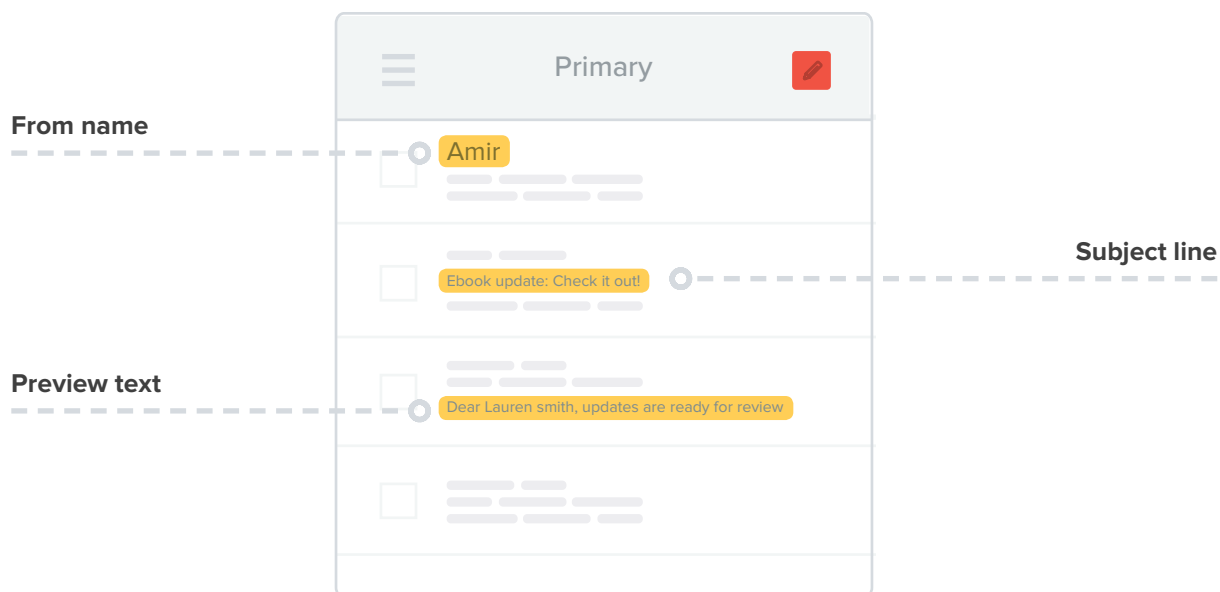 Primary
From name
Amir
Subject line
Ebook update: Check it out!
Preview text
Dear Lauren smith, updates are ready for review